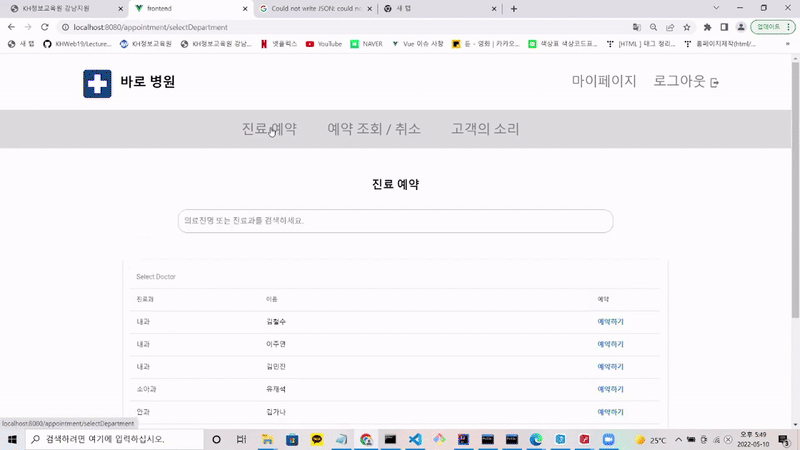 KH정보교육원 강남지원
frontend
Could not write JSON: could no
새 탭
localhost:8080/appointment/selectDepartment
업데이트
새 탭
KHWeb19/Lecture...
KH정보교육원
KH정보교육원 강남...
넷플릭스
YouTube
NAVER
Vue 이슈 사항
듄 - 영화 | 카카오...
색상표 색상코드표...
[HTML] 태그 정리...
홈페이지제작(html/...
바로 병원
마이페이지
로그아웃
진료 예약
예약 조회 / 취소
고객의 소리
진료 예약
의료진명 또는 진료과를 검색하세요.
Select Doctor
진료과 이름 예약
내과 김철수 예약하기
내과 이주연 예약하기
내과 김민진 예약하기
소아과 유재석 예약하기
안과 김가나 예약하기
localhost:8080/appointment/selectDepartment
검색하려면 여기에 입력하십시오.
25°C
오후 5:49
2022-05-10